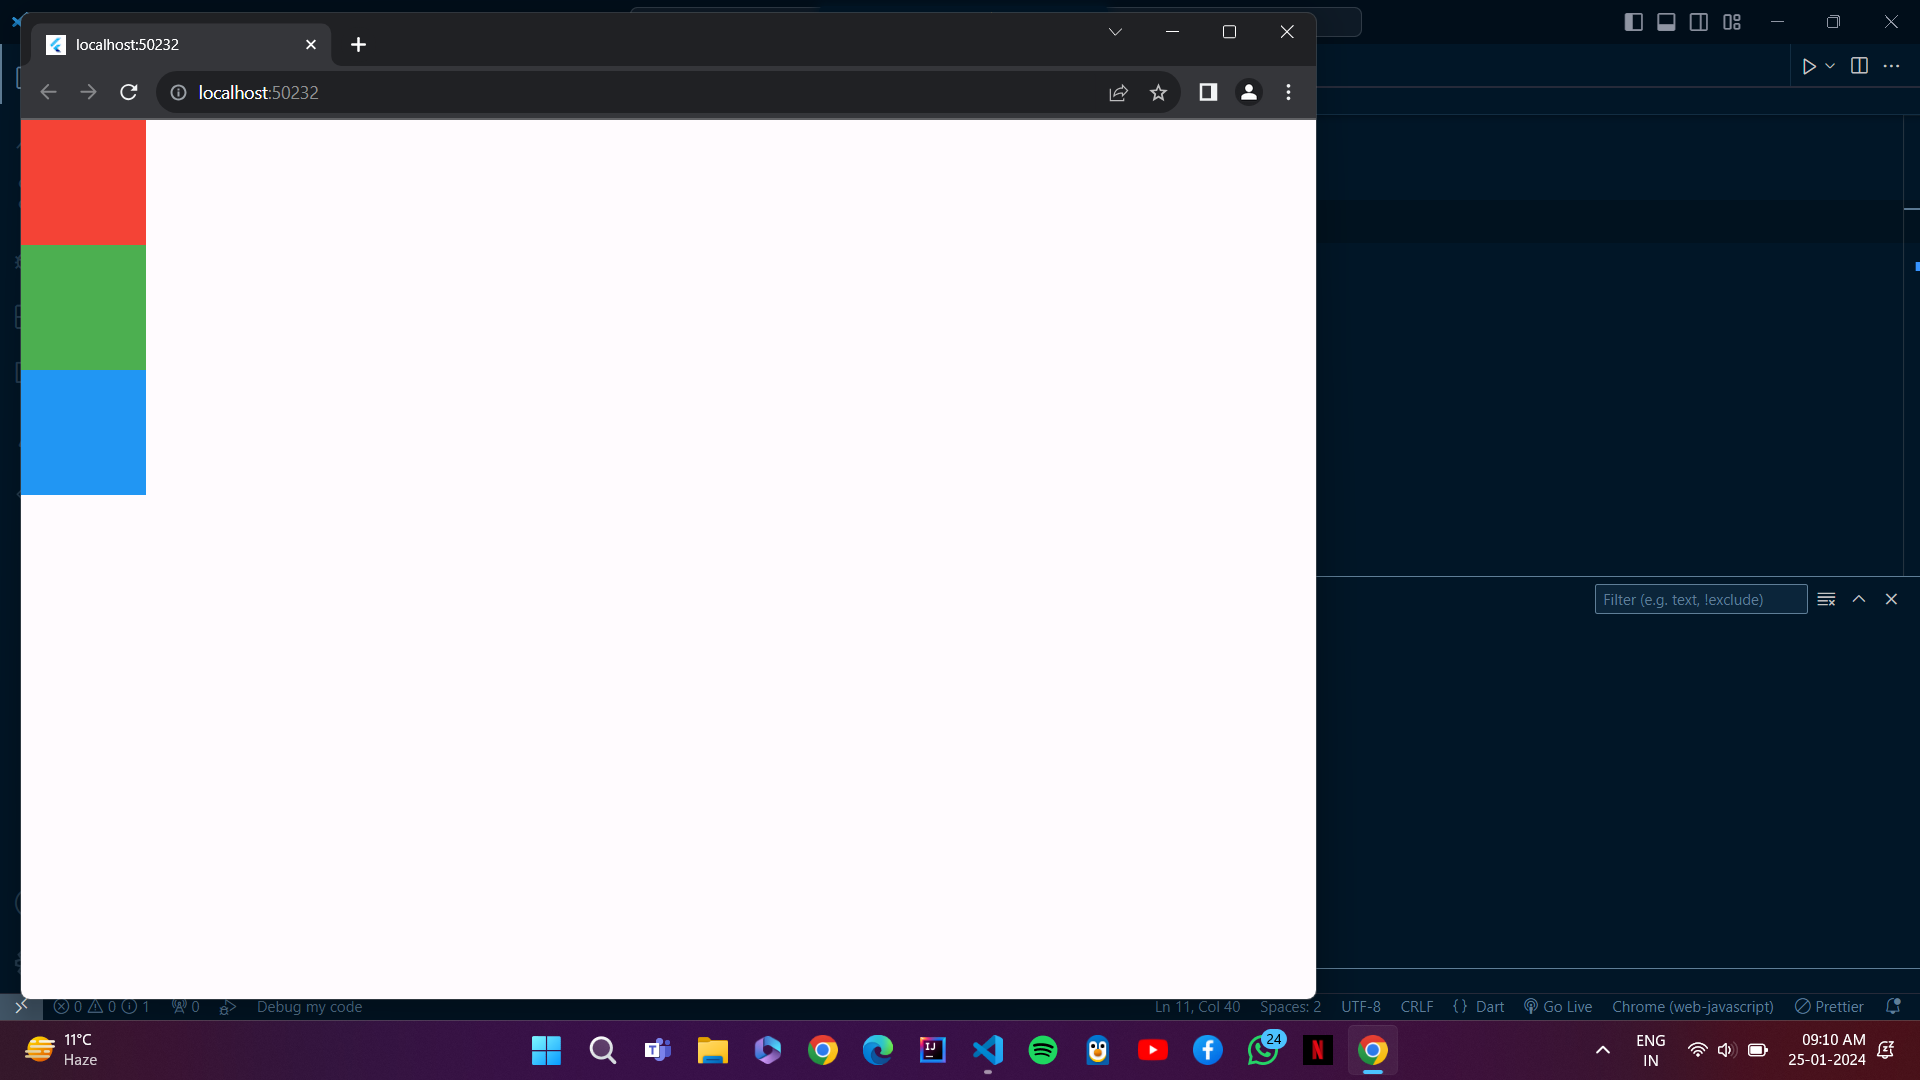 localhost:50232
localhost:50232
Filter (e.g. text, !exclude)
0 0 1 0 Debug my code
Ln 11, Col 40 Spaces: 2 UTF-8 CRLF {} Dart Go Live Chrome (web-javascript) Prettier
11°C
Haze
T
IJ
24
N
ENG
IN
09:10 AM
25-01-2024